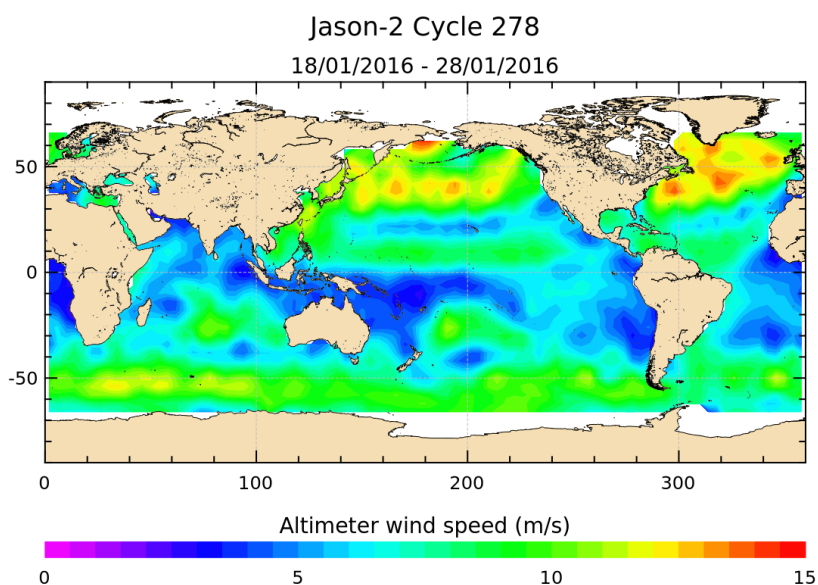 Jason-2 Cycle 278
18/01/2016 - 28/01/2016
50
0
-50
0 100 200 300
Altimeter wind speed (m/s)
0 5 10 15